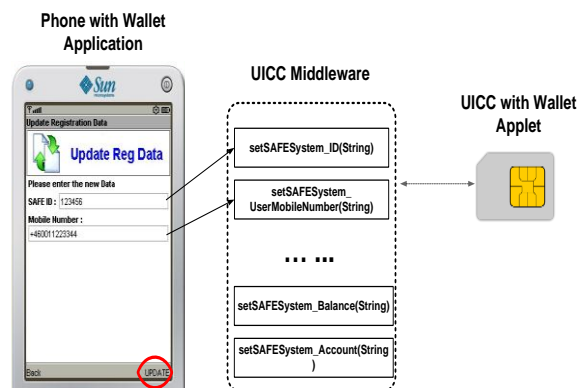 Phone with Wallet
Application
Sun
Update Registration Data
Update Reg Data
Please enter the new Data
SAFE ID : 123456
Mobile Number :
+460011223344
Back UPDATE
UICC Middleware
setSAFESystem_ID(String)
setSAFESystem_
UserMobileNumber(String)
... ...
setSAFESystem_Balance(String)
setSAFESystem_Account(String
)
UICC with Wallet
Applet